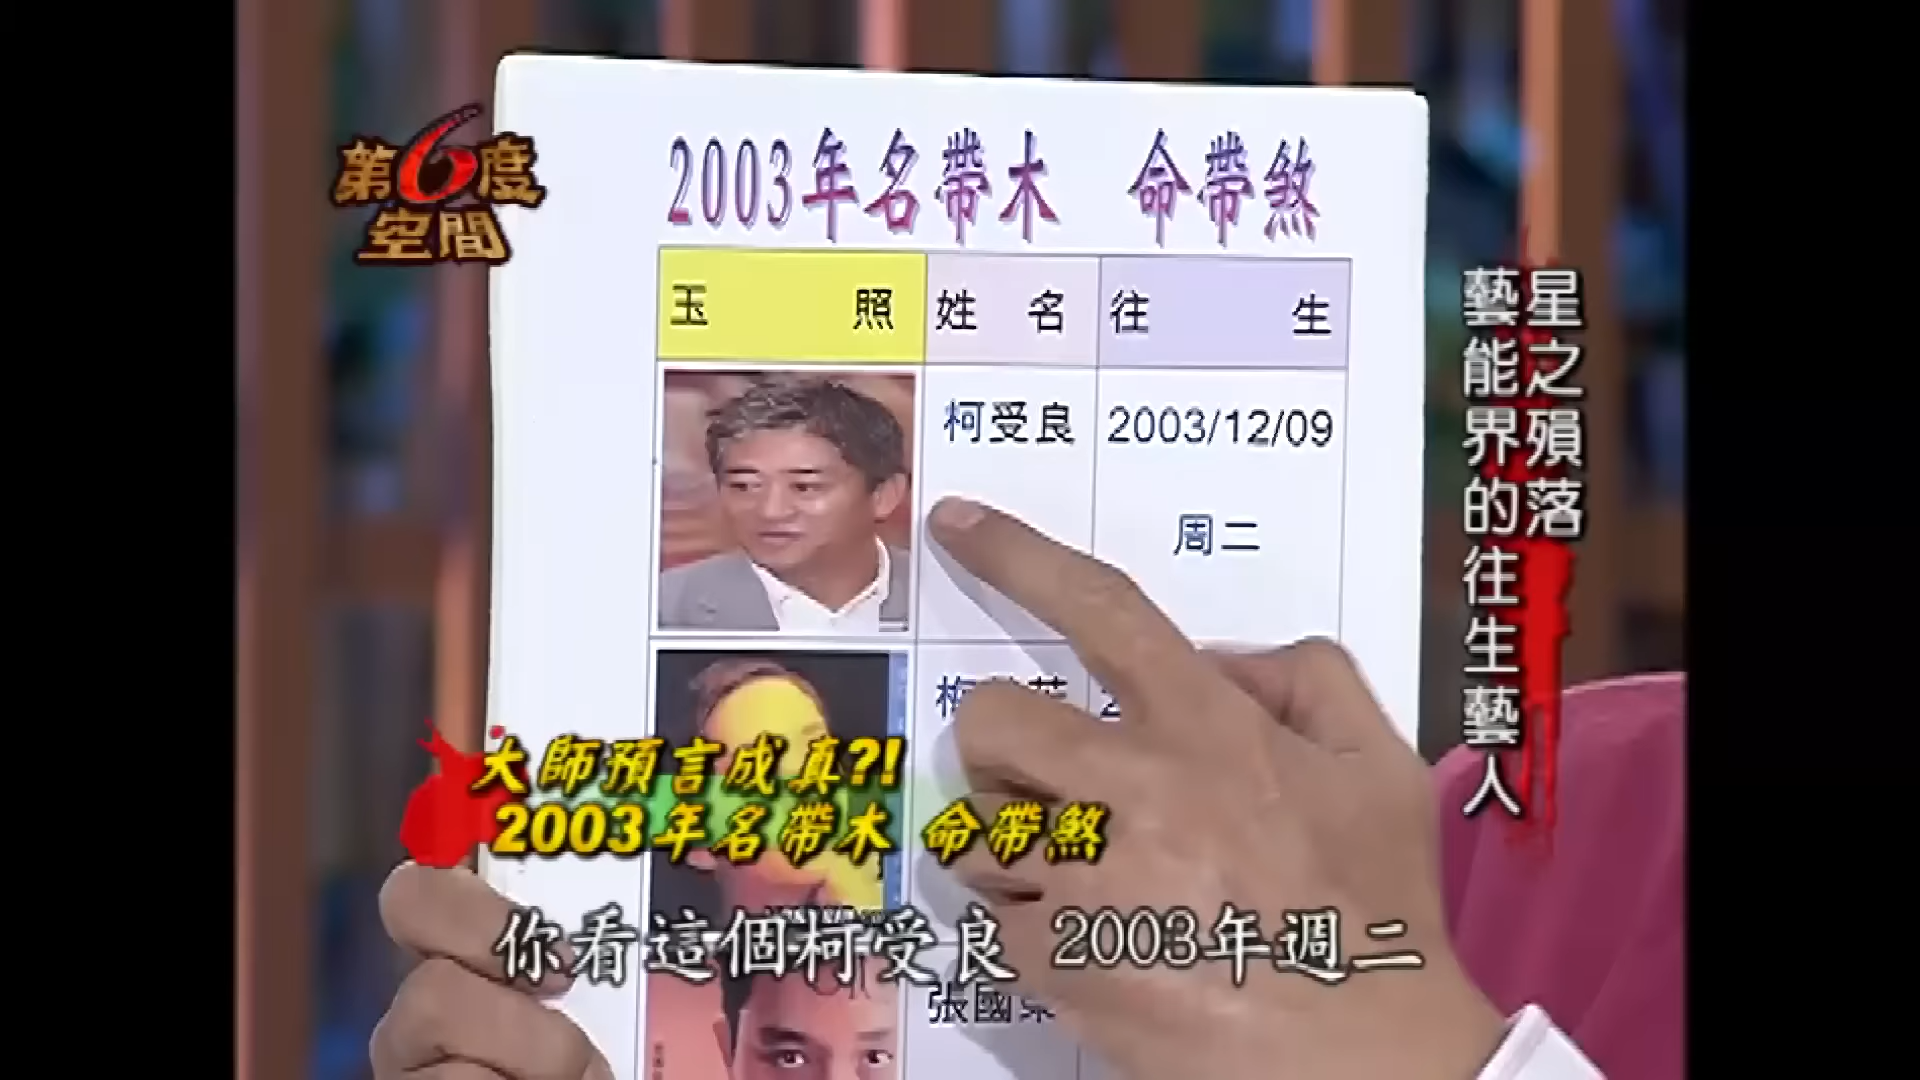 第6度
空間
2003年名帶木 命帶煞
玉照 姓名 往生
柯受良 2003/12/09
周二
張國榮
星之殞落
藝能界的往生藝人
大師預言成真?!
2003年名帶木 命帶煞
你看這個柯受良 2003年週二